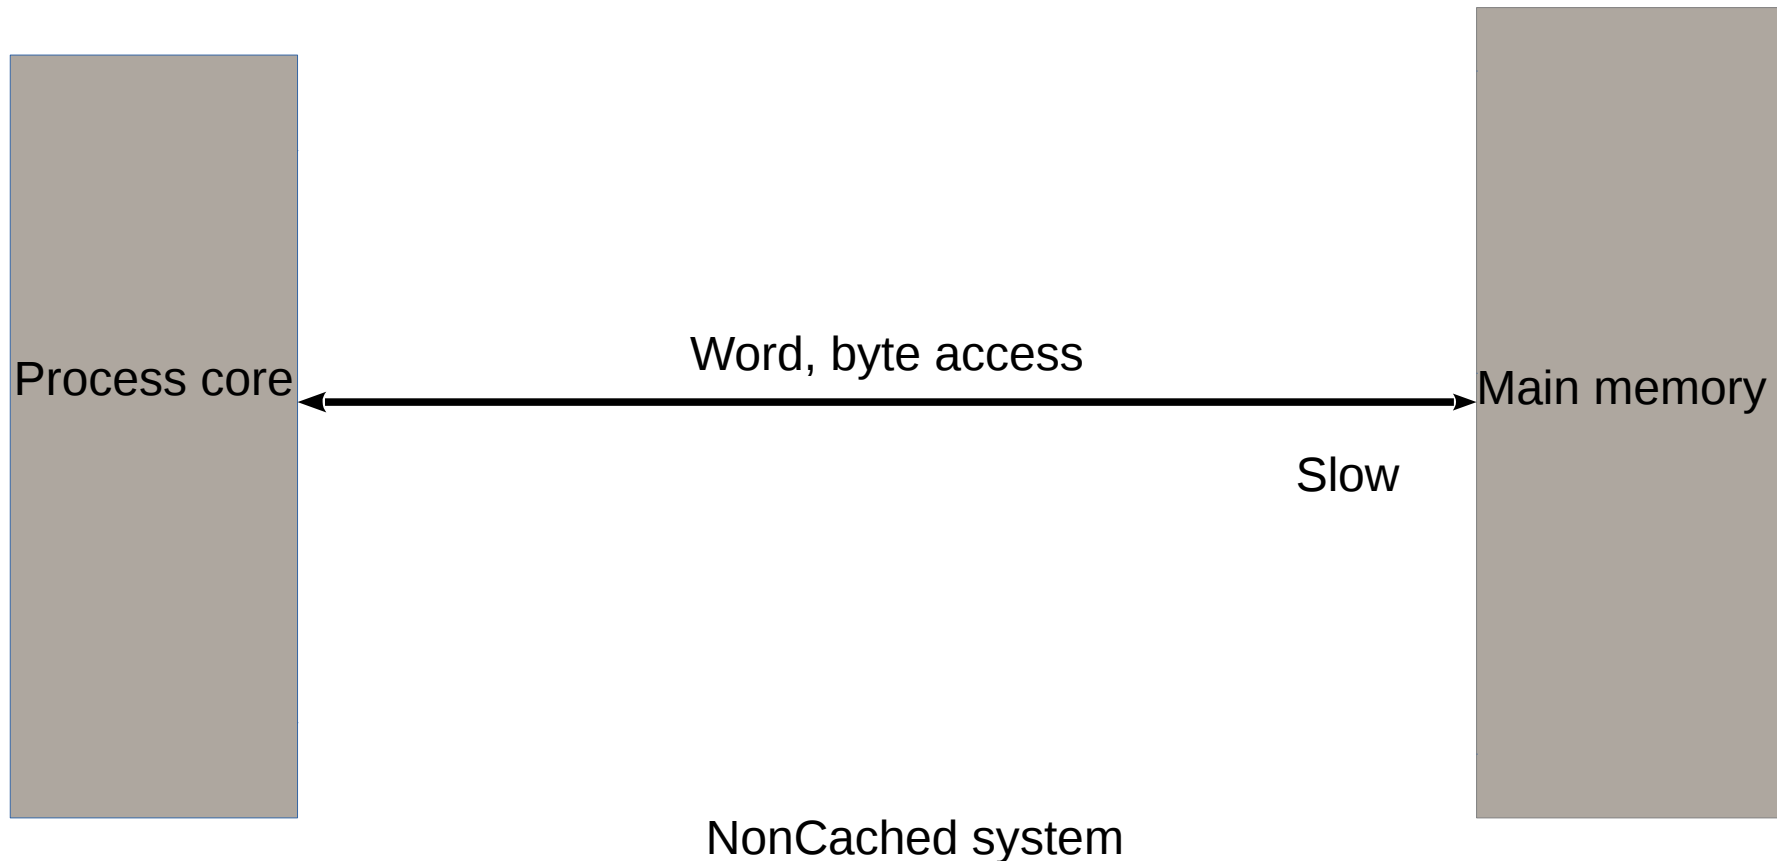 Word, byte access
Process core
Main memory
Slow
NonCached system